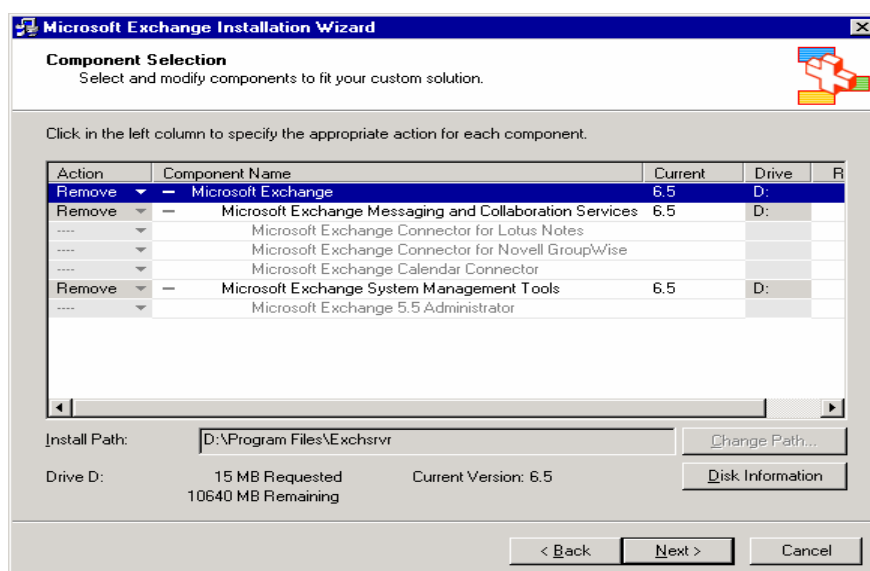 Microsoft Exchange Installation Wizard
Component Selection
Select and modify components to fit your custom solution.
Click in the left column to specify the appropriate action for each component.
Action Component Name Current Drive R
Remove Microsoft Exchange 6.5 D:
Remove Microsoft Exchange Messaging and Collaboration Services 6.5 D:
---- Microsoft Exchange Connector for Lotus Notes
---- Microsoft Exchange Connector for Novell GroupWise
---- Microsoft Exchange Calendar Connector
Remove Microsoft Exchange System Management Tools 6.5 D:
---- Microsoft Exchange 5.5 Administrator
Install Path: D:\Program Files\Exchsrvr Change Path...
Drive D: 15 MB Requested Current Version: 6.5 Disk Information
10640 MB Remaining
< Back Next > Cancel